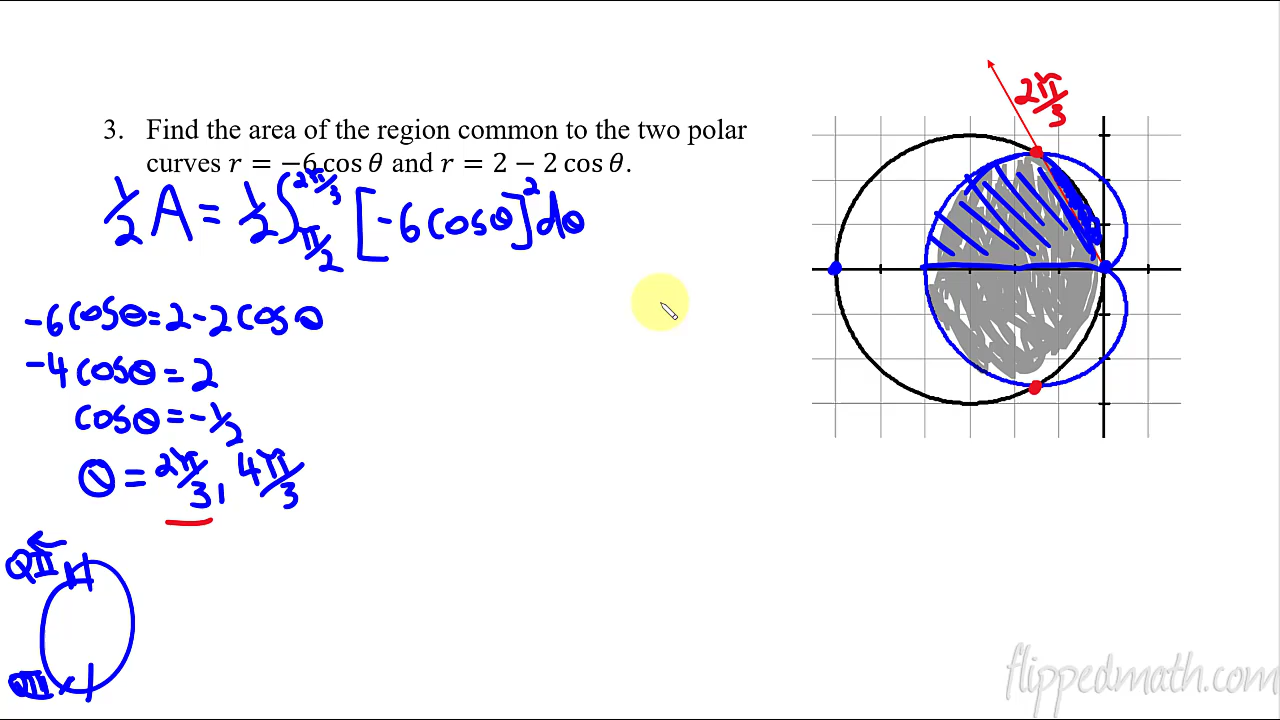 3. Find the area of the region common to the two polar
curves r = −6 cos θ and r = 2 − 2 cos θ.
½ A = ½ ∫_{π/2}^{2π/3} [-6cosθ]² dθ
-6cosθ = 2-2cosθ
-4cosθ = 2
cosθ = -½
θ = 2π/3, 4π/3
QII
QIII
2π/3
flippedmath.com